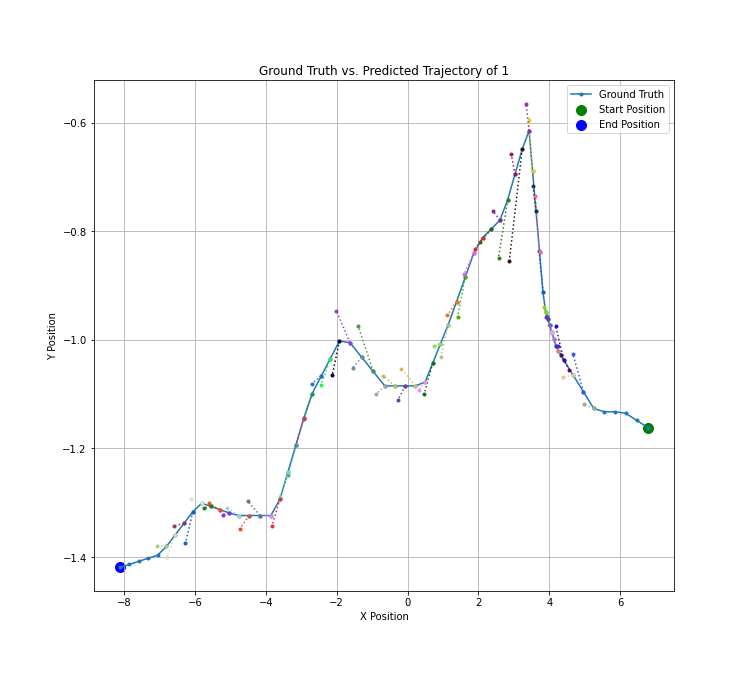 Ground Truth vs. Predicted Trajectory of 1
Ground Truth
Start Position
End Position
Y Position
−0.6
−0.8
−1.0
−1.2
−1.4
−8 −6 −4 −2 0 2 4 6
X Position